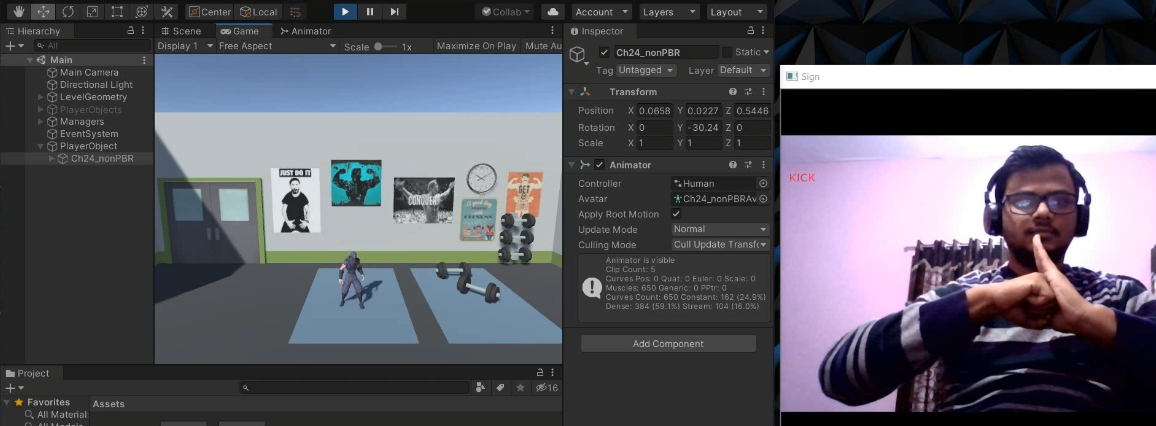 Center
Local
Collab
Account
Layers
Layout
Hierarchy
All
Main
Main Camera
Directional Light
LevelGeometry
PlayerObjects
Managers
EventSystem
PlayerObject
Ch24_nonPBR
Scene
Game
Animator
Display 1
Free Aspect
Scale
1x
Maximize On Play
Mute Au
JUST DO IT
CONQUER
GET
Inspector
Ch24_nonPBR
Static
Tag Untagged
Layer Default
Transform
Position X 0.0658 Y 0.0227 Z 0.5446
Rotation X 0 Y -30.24 Z 0
Scale X 1 Y 1 Z 1
Animator
Controller Human
Avatar Ch24_nonPBRAv
Apply Root Motion
Update Mode Normal
Culling Mode Cull Update Transf
Animator is visible
Clip Count: 5
Curves Pos: 0 Quat: 0 Euler: 0 Scale: 0
Muscles: 650 Generic: 0 PPtr: 0
Curves Count: 650 Constant: 162 (24.9%)
Dense: 384 (59.1%) Stream: 104 (16.0%)
Add Component
Project
16
Favorites
All Material
All Models
Assets
Sign
KICK